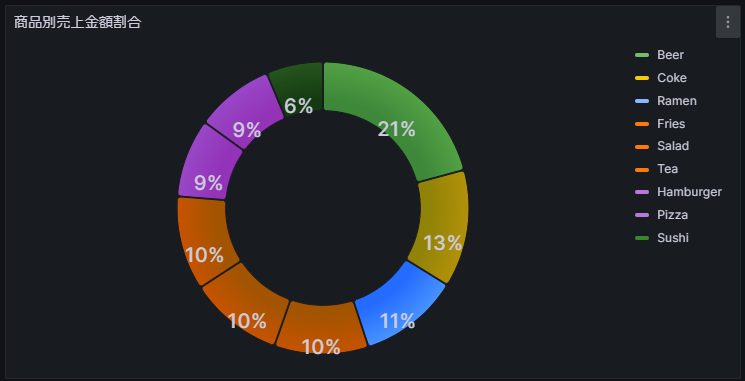 商品別売上金額割合
21%
13%
11%
10%
10%
10%
9%
9%
6%
Beer
Coke
Ramen
Fries
Salad
Tea
Hamburger
Pizza
Sushi